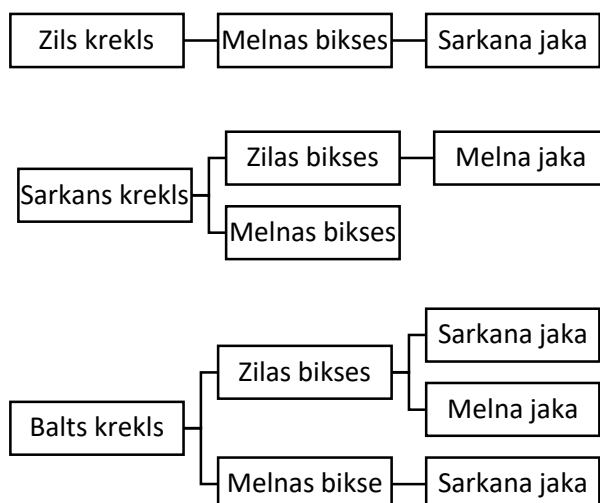 Zils krekls Melnas bikses Sarkana jaka
Zilas bikses Melna jaka
Sarkans krekls
Melnas bikses
Sarkana jaka
Zilas bikses
Melna jaka
Balts krekls
Melnas bikse Sarkana jaka